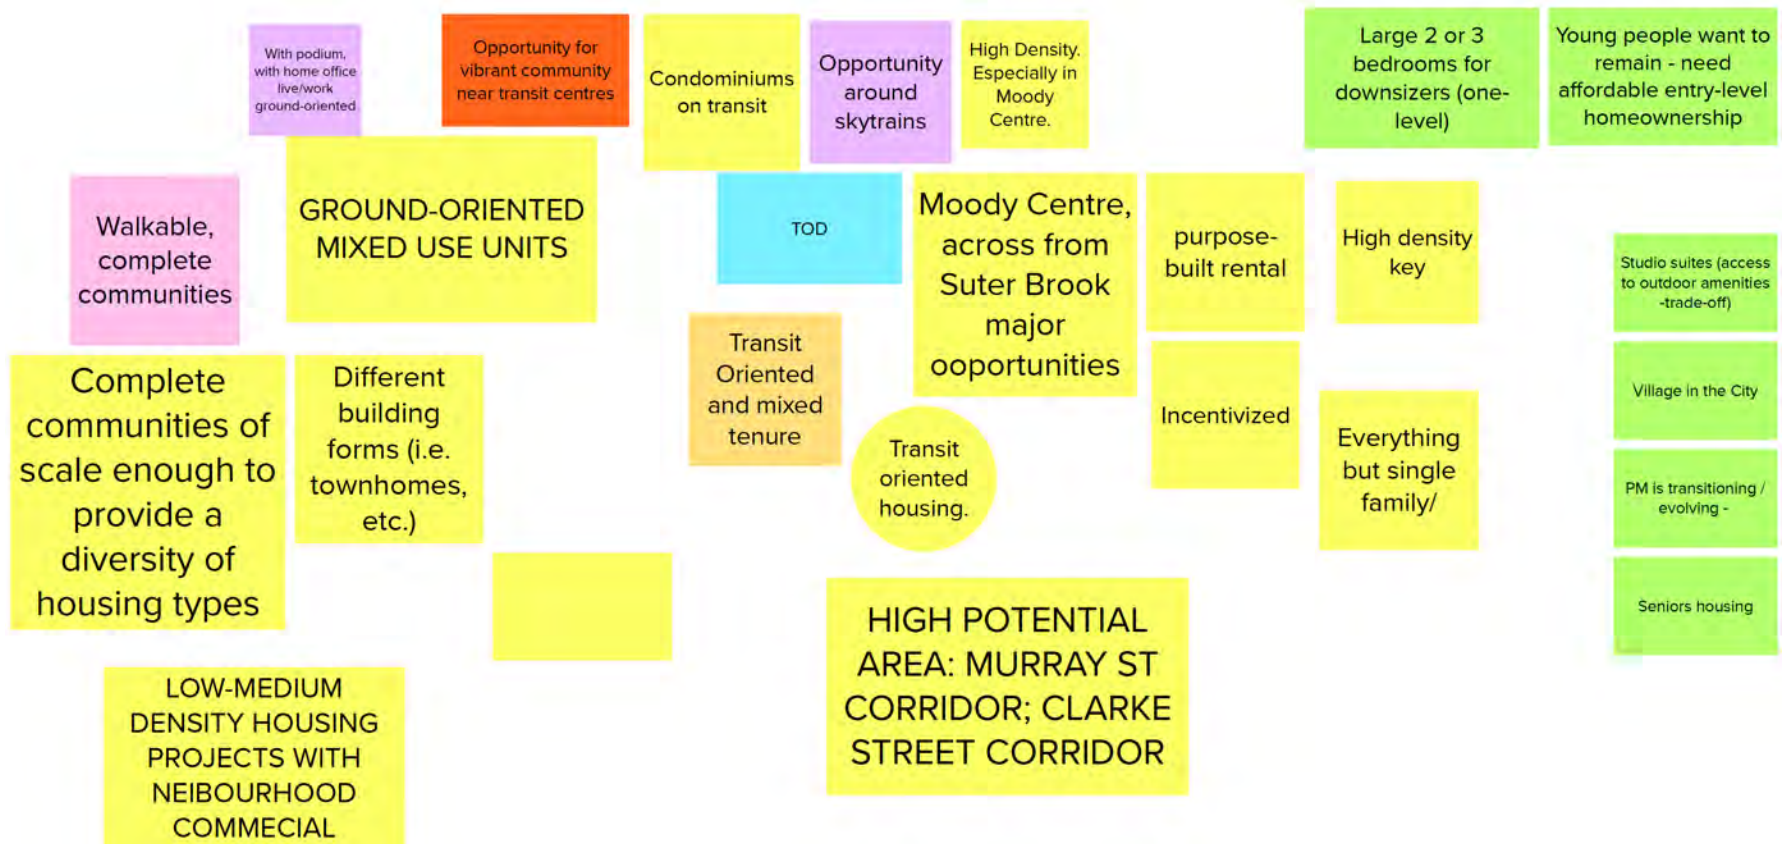 With podium,
with home office
live/work
ground-oriented
Opportunity for
vibrant community
near transit centres
Condominiums
on transit
Opportunity
around
skytrains
High Density.
Especially in
Moody
Centre.
Large 2 or 3
bedrooms for
downsizers (one-
level)
Young people want to
remain - need
affordable entry-level
homeownership
Walkable,
complete
communities
GROUND-ORIENTED
MIXED USE UNITS
TOD
Moody Centre,
across from
Suter Brook
major
ooportunities
purpose-
built rental
High density
key
Studio suites (access
to outdoor amenities
-trade-off)
Complete
communities of
scale enough to
provide a
diversity of
housing types
Different
building
forms (i.e.
townhomes,
etc.)
Transit
Oriented
and mixed
tenure
Transit
oriented
housing.
Incentivized
Everything
but single
family/
Village in the City
PM is transitioning /
evolving -
Seniors housing
LOW-MEDIUM
DENSITY HOUSING
PROJECTS WITH
NEIBOURHOOD
COMMECIAL
HIGH POTENTIAL
AREA: MURRAY ST
CORRIDOR; CLARKE
STREET CORRIDOR